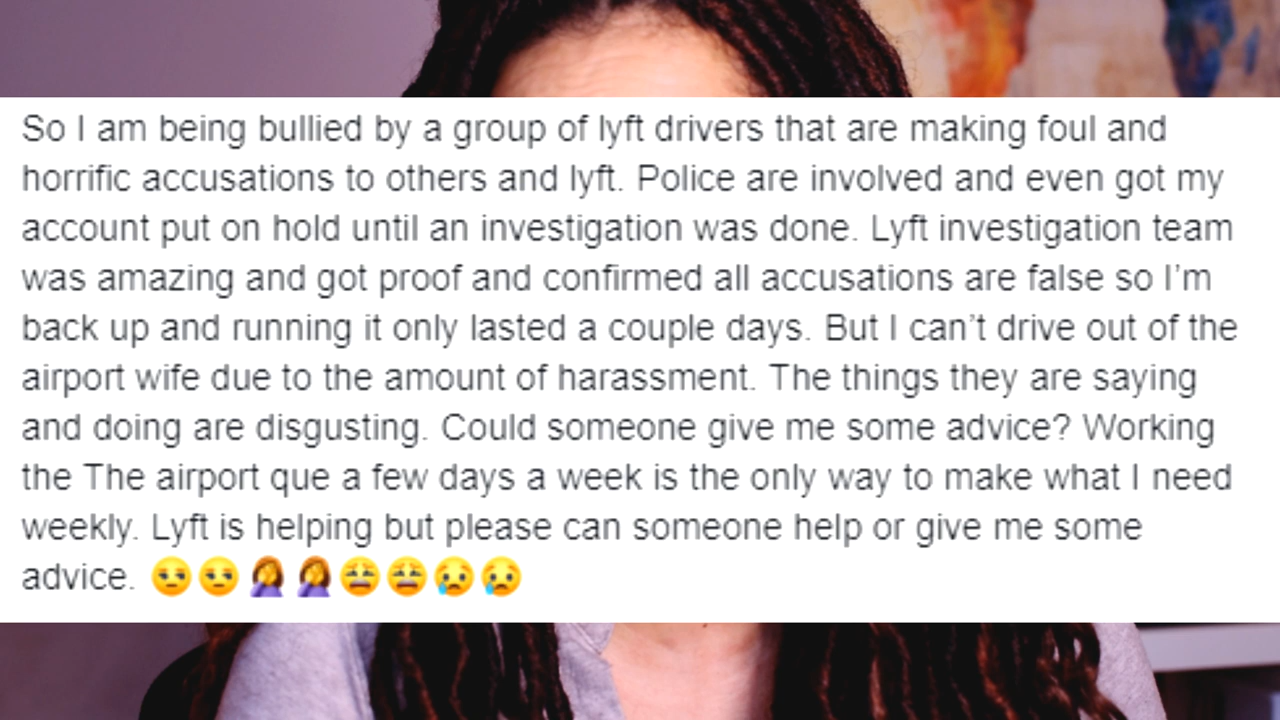 So I am being bullied by a group of lyft drivers that are making foul and
horrific accusations to others and lyft. Police are involved and even got my
account put on hold until an investigation was done. Lyft investigation team
was amazing and got proof and confirmed all accusations are false so I’m
back up and running it only lasted a couple days. But I can’t drive out of the
airport wife due to the amount of harassment. The things they are saying
and doing are disgusting. Could someone give me some advice? Working
the The airport que a few days a week is the only way to make what I need
weekly. Lyft is helping but please can someone help or give me some
advice. 😒😒🤦‍♀️🤦‍♀️😩😩😢😢